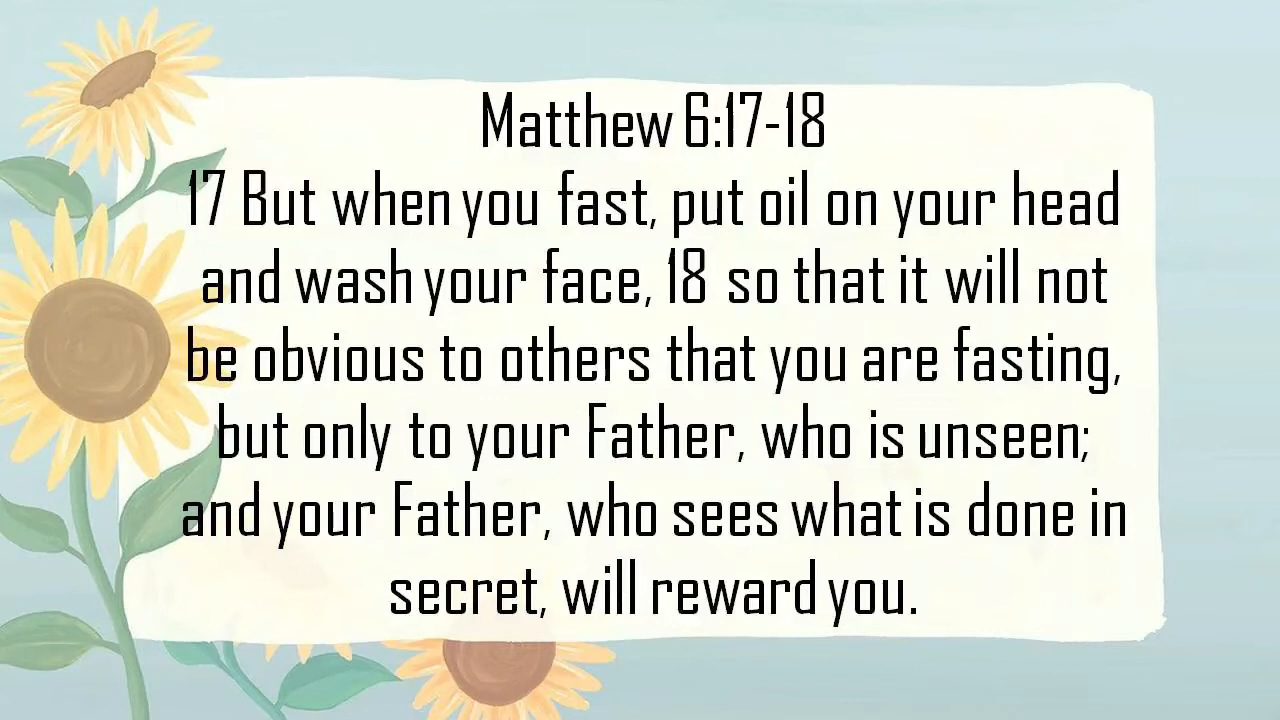 Matthew 6:17-18
17 But when you fast, put oil on your head
and wash your face, 18 so that it will not
be obvious to others that you are fasting,
but only to your Father, who is unseen;
and your Father, who sees what is done in
secret, will reward you.